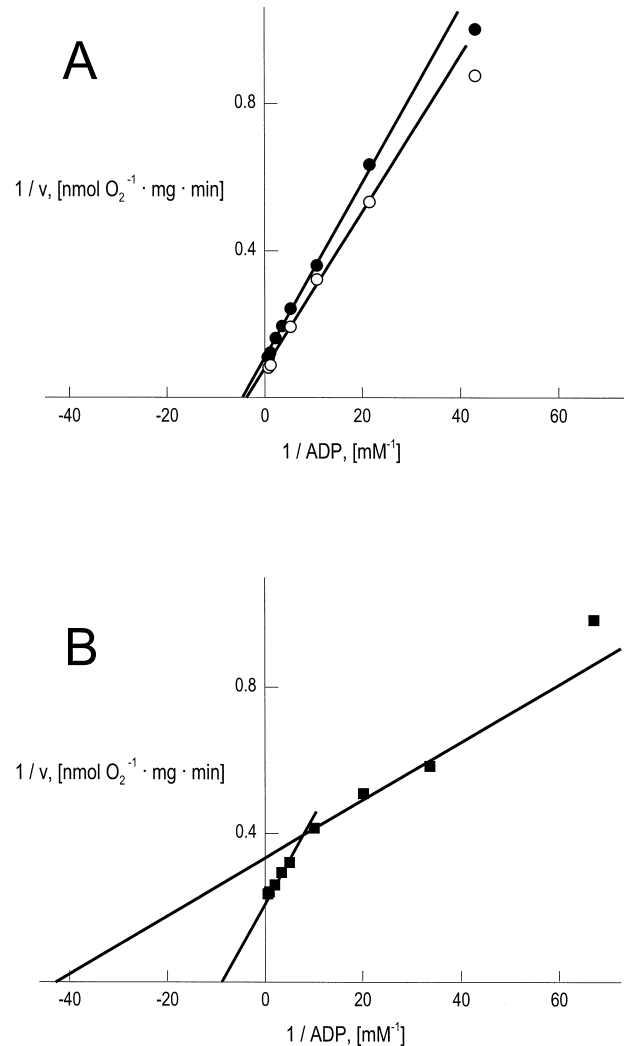 A
0.8
1 / v, [nmol O₂⁻¹ · mg · min]
0.4
-40 -20 0 20 40 60
1 / ADP, [mM⁻¹]
B
0.8
1 / v, [nmol O₂⁻¹ · mg · min]
0.4
-40 -20 0 20 40 60
1 / ADP, [mM⁻¹]